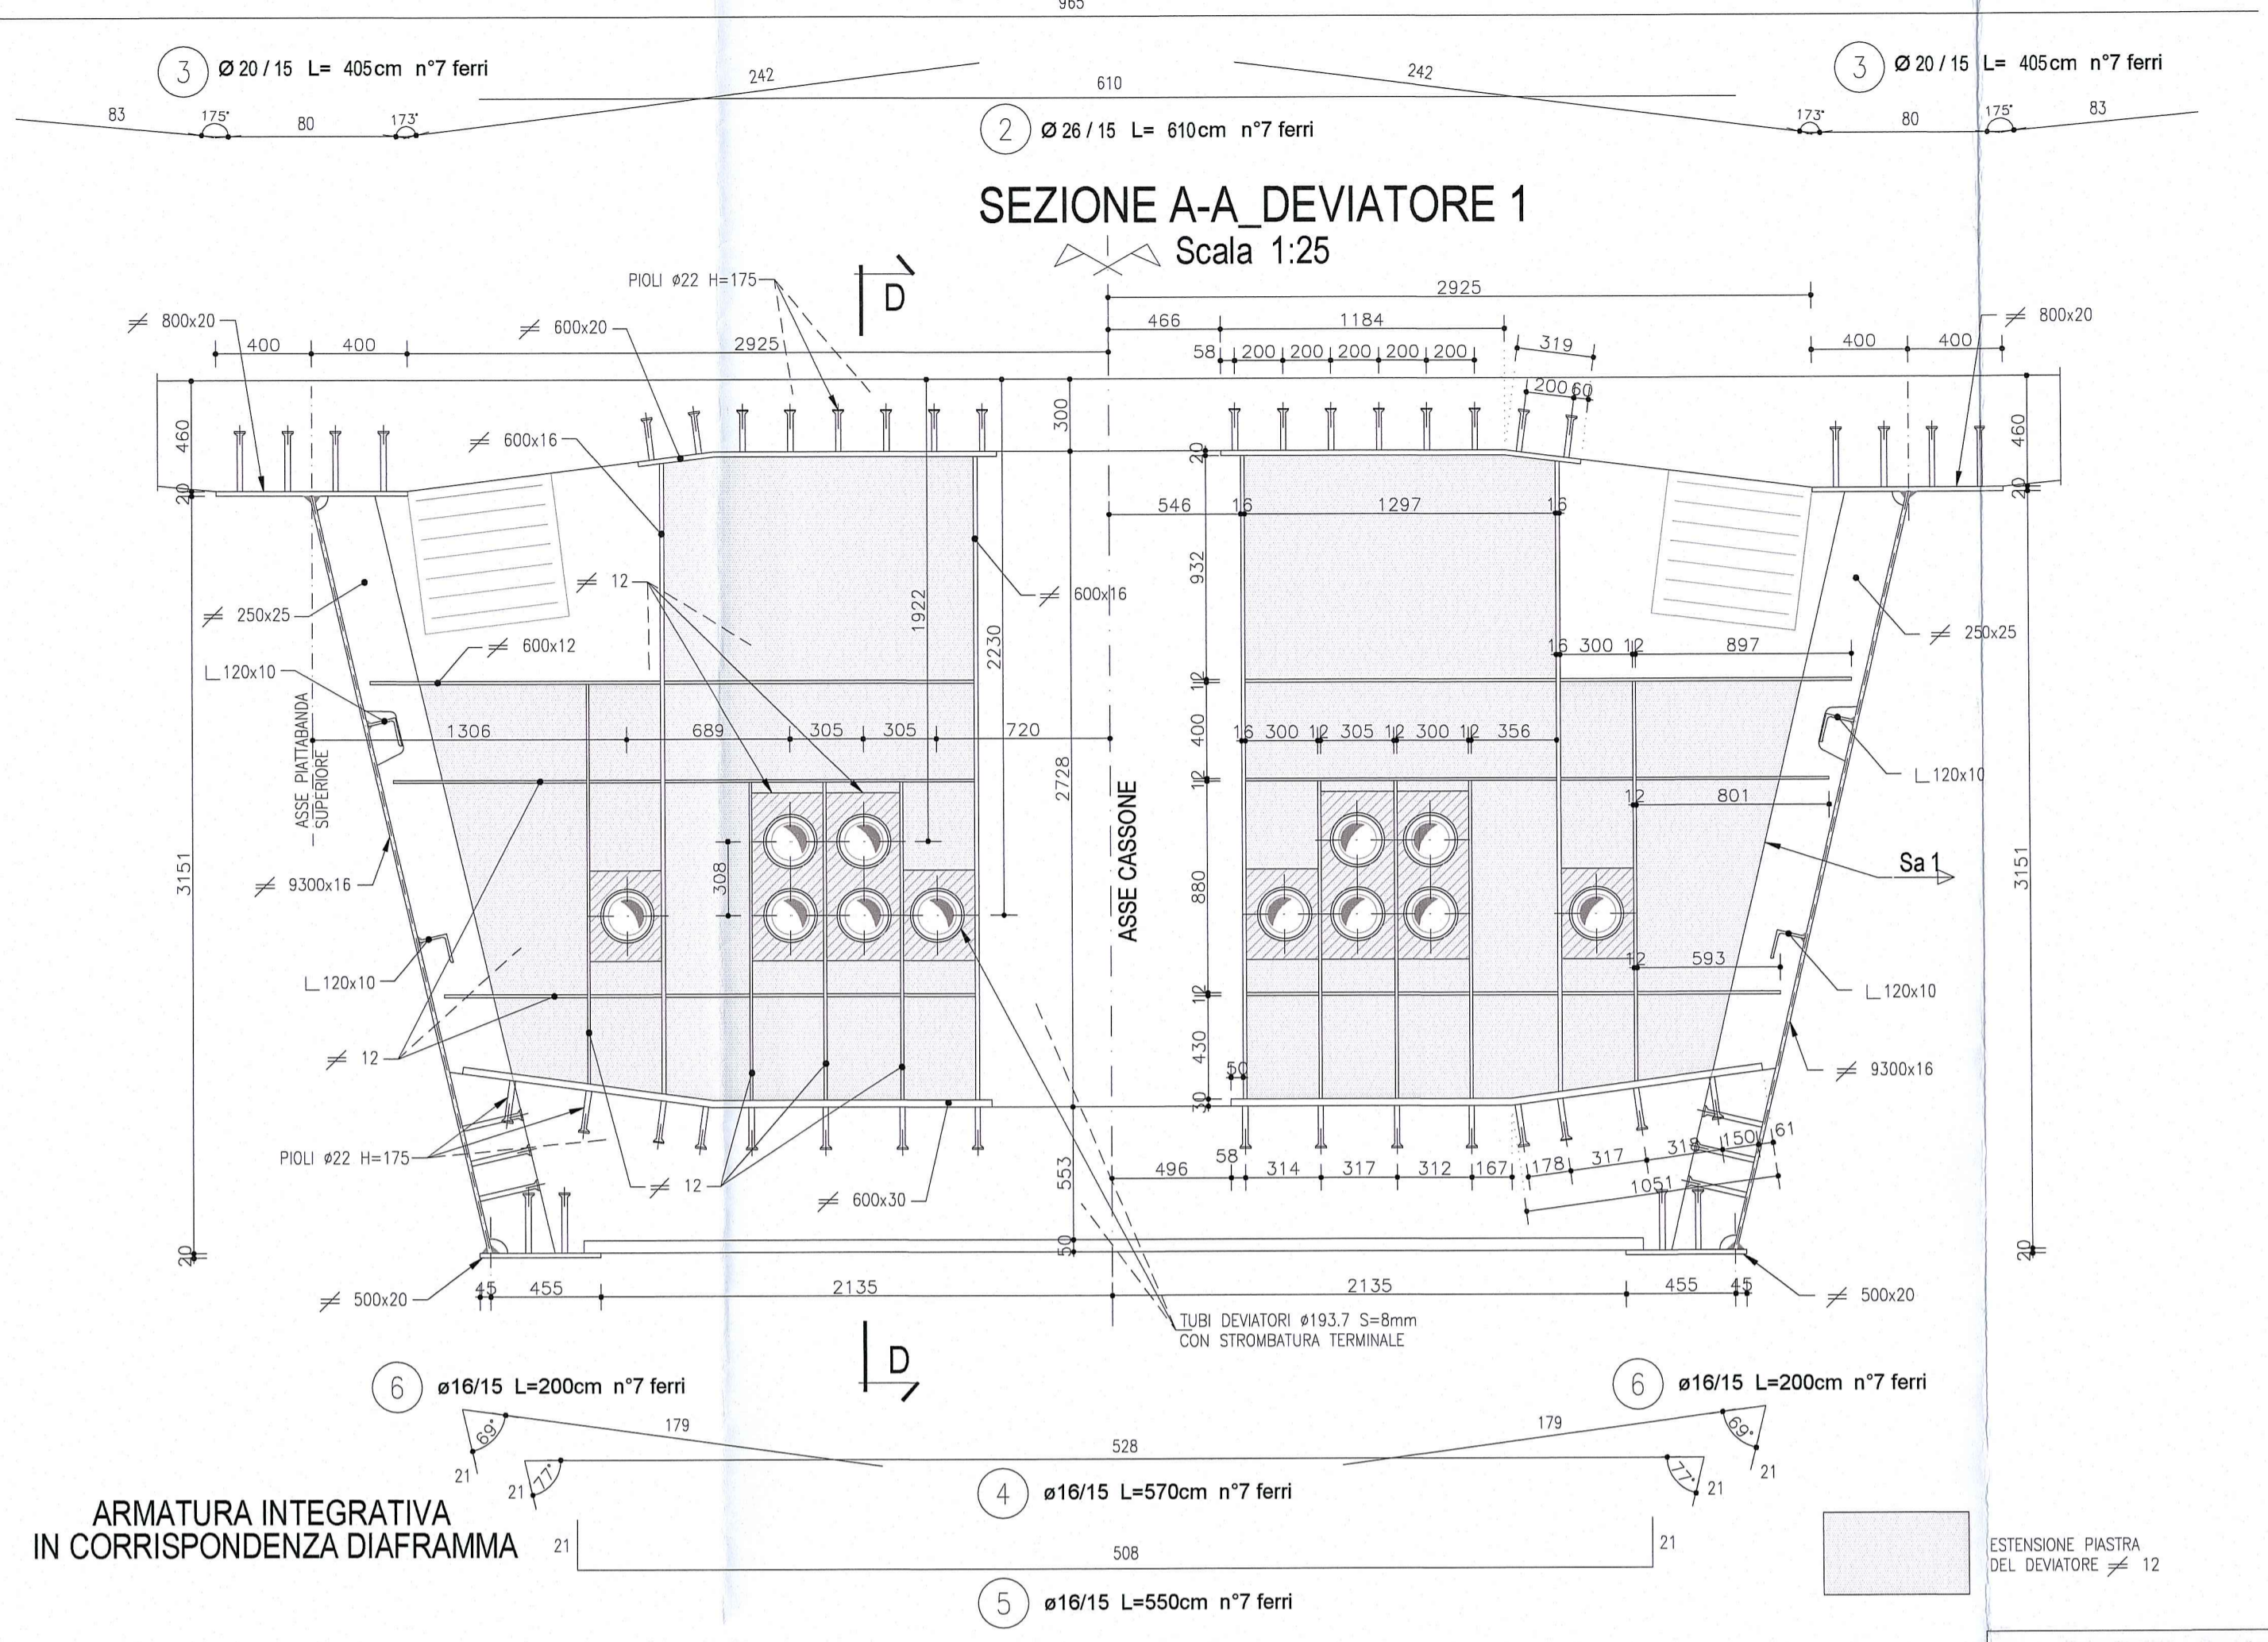 965
3 Ø 20 / 15 L= 405cm n°7 ferri
242
610
242
3 Ø 20 / 15 L= 405cm n°7 ferri
83 175° 80 173°
173° 80 175° 83
2 Ø 26 / 15 L= 610cm n°7 ferri
SEZIONE A-A_DEVIATORE 1
Scala 1:25
PIOLI ø22 H=175
D
2925
≠ 800x20
≠ 600x20
466 1184
≠ 800x20
400 400 2925
58 200 200 200 200 200
319
400 400
200 60
460
300
460
≠ 600x16
20
20
20
546 16 1297 16
932
≠ 12
≠ 600x16
≠ 250x25
1922
2230
≠ 250x25
≠ 600x12
16 300 12 897
L 120x10
12
ASSE PIATTABANDA
SUPERIORE
1306 689 305 305 720
400
16 300 12 305 12 300 12 356
2728
ASSE CASSONE
12
L 120x10
12 801
3151
308
880
Sa 1
3151
≠ 9300x16
12 593
L 120x10
12
L 120x10
≠ 12
430
50
≠ 9300x16
30
PIOLI ø22 H=175
≠ 12
≠ 600x30
553
496 58 314 317 312 167 178 317 318 150 61
1051
20
50
20
45 455 2135 2135 455 45
≠ 500x20
≠ 500x20
TUBI DEVIATORI ø193.7 S=8mm
CON STROMBATURA TERMINALE
D
6 ø16/15 L=200cm n°7 ferri
6 ø16/15 L=200cm n°7 ferri
69° 179
179 69°
528
21
21
77°
77°
21
21
4 ø16/15 L=570cm n°7 ferri
ARMATURA INTEGRATIVA
IN CORRISPONDENZA DIAFRAMMA
21 508 21
5 ø16/15 L=550cm n°7 ferri
ESTENSIONE PIASTRA
DEL DEVIATORE ≠ 12